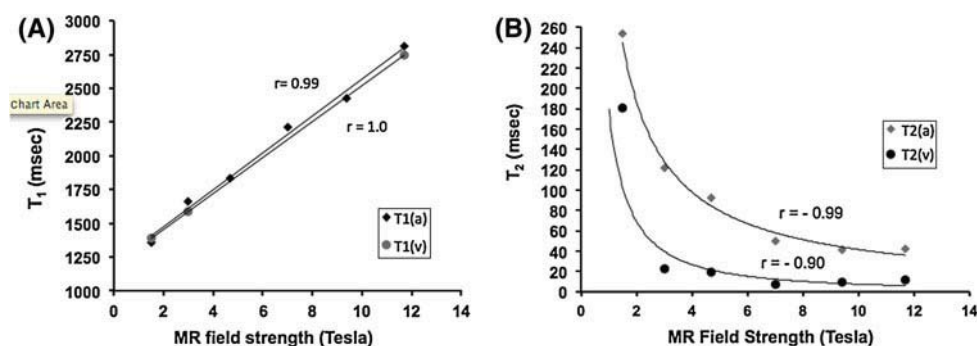 (A)
3000
2750
2500
2250
2000
1750
1500
1250
1000
T1 (msec)
Chart Area
r= 0.99
r = 1.0
T1(a)
T1(v)
0 2 4 6 8 10 12 14
MR field strength (Tesla)
(B)
260
240
220
200
180
160
140
120
100
80
60
40
20
0
T2 (msec)
T2(a)
T2(v)
r = - 0.99
r = - 0.90
0 2 4 6 8 10 12 14
MR Field Strength (Tesla)